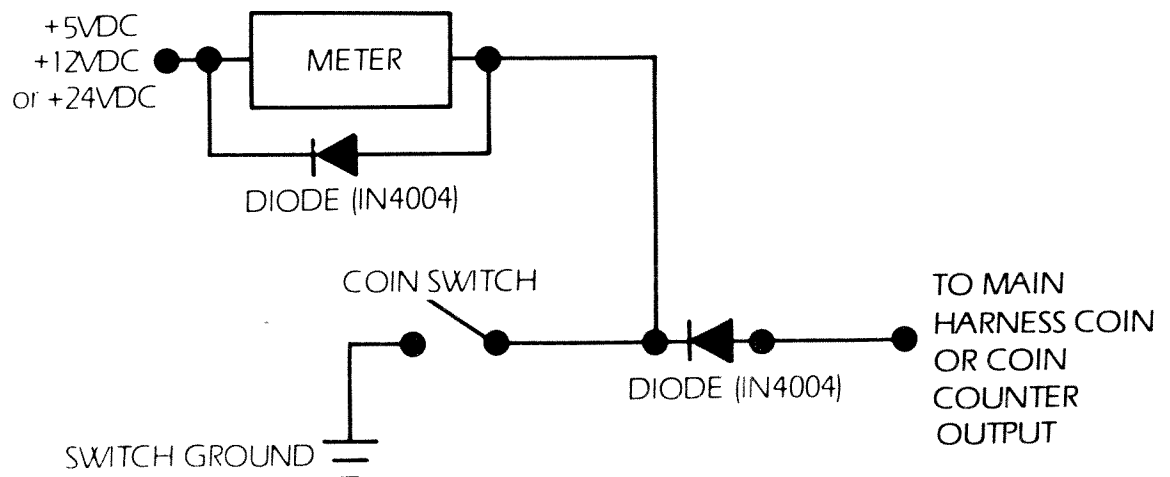 +5VDC
+12VDC
or +24VDC
METER
DIODE (IN4004)
COIN SWITCH
TO MAIN
HARNESS COIN
OR COIN
COUNTER
OUTPUT
DIODE (IN4004)
SWITCH GROUND